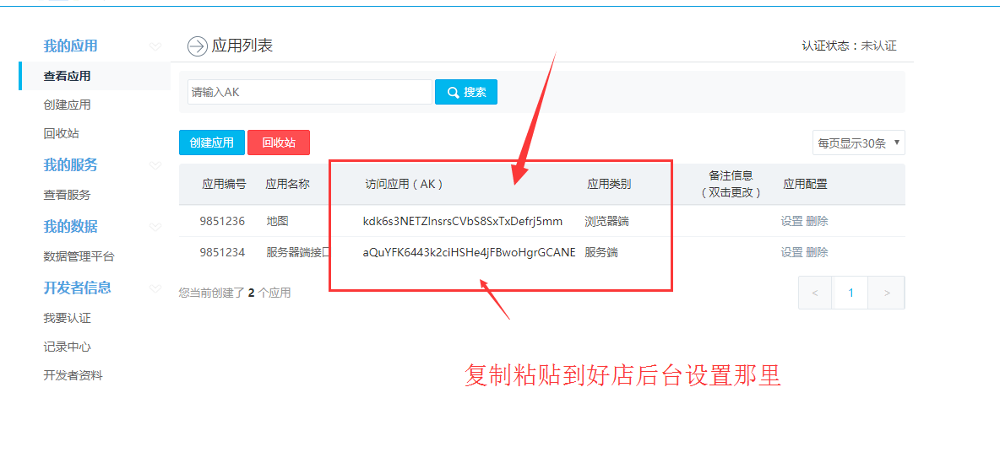 我的应用
查看应用
创建应用
回收站
我的服务
查看服务
我的数据
数据管理平台
开发者信息
我要认证
记录中心
开发者资料
应用列表
认证状态：未认证
请输入AK
搜索
创建应用 回收站
每页显示30条
应用编号 应用名称 访问应用（AK） 应用类别 备注信息（双击更改） 应用配置
9851236 地图 kdk6s3NETZlnsrsCVbS8SxTxDefrj5mm 浏览器端 设置 删除
9851234 服务器端接口 aQuYFK6443k2ciHSHe4jFBwoHgrGCANE 服务端 设置 删除
您当前创建了 2 个应用
< 1 >
复制粘贴到好店后台设置那里